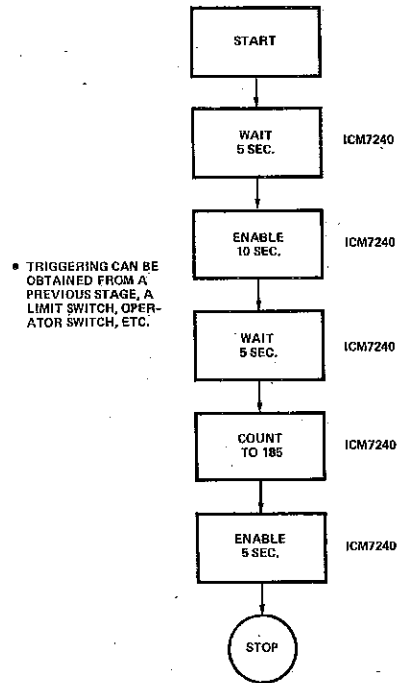 START
WAIT
5 SEC.
ICM7240
ENABLE
10 SEC.
ICM7240
• TRIGGERING CAN BE
OBTAINED FROM A
PREVIOUS STAGE, A
LIMIT SWITCH, OPER-
ATOR SWITCH, ETC.
WAIT
5 SEC.
ICM7240
COUNT
TO 185
ICM7240
ENABLE
5 SEC.
ICM7240
STOP